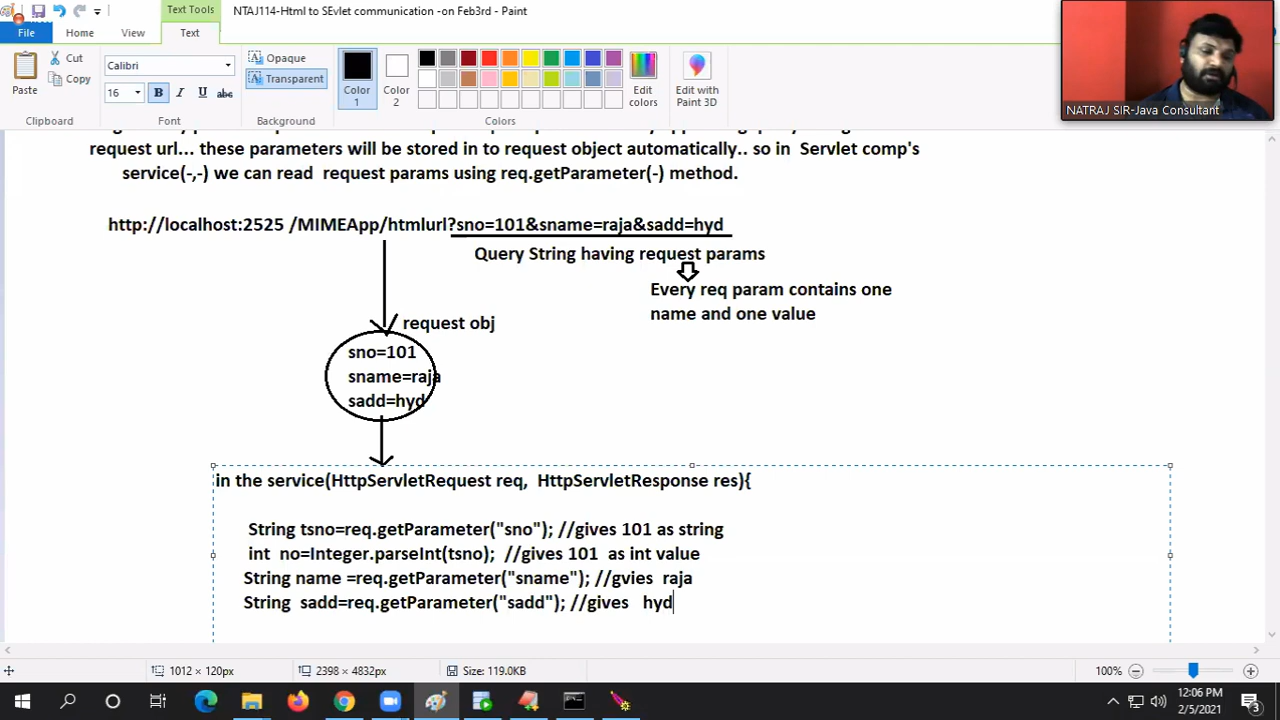 Text Tools
NTAJ114-Html to SEvlet communication -on Feb3rd - Paint
File
Home
View
Text
Paste
Cut
Copy
Clipboard
Calibri
16
B
I
U
abc
Font
Opaque
Transparent
Background
Color
1
Color
2
Edit
colors
Colors
Edit with
Paint 3D
NATRAJ SIR-Java Consultant
request url... these parameters will be stored in to request object automatically.. so in Servlet comp's
service(-,-) we can read request params using req.getParameter(-) method.
http://localhost:2525 /MIMEApp/htmlurl?sno=101&sname=raja&sadd=hyd
Query String having request params
Every req param contains one
name and one value
request obj
sno=101
sname=raja
sadd=hyd
in the service(HttpServletRequest req, HttpServletResponse res){
String tsno=req.getParameter("sno"); //gives 101 as string
int no=Integer.parseInt(tsno); //gives 101 as int value
String name =req.getParameter("sname"); //gvies raja
String sadd=req.getParameter("sadd"); //gives hyd
1012 × 120px
2398 × 4832px
Size: 119.0KB
100%
12:06 PM
2/5/2021
3